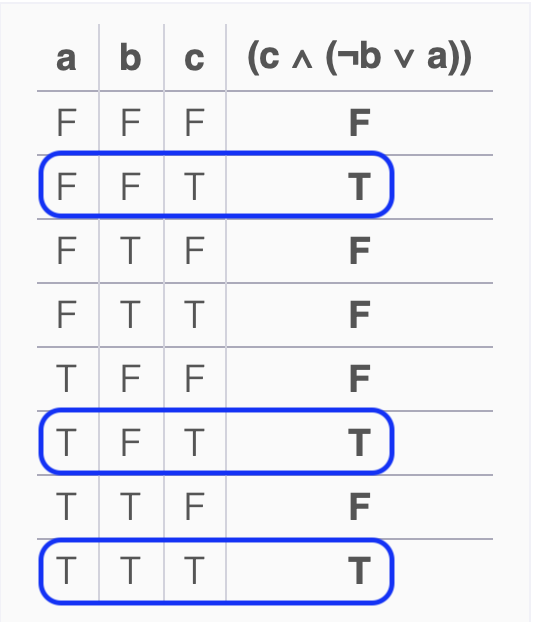 a b c (c ∧ (¬b ∨ a))
F F F F
F F T T
F T F F
F T T F
T F F F
T F T T
T T F F
T T T T